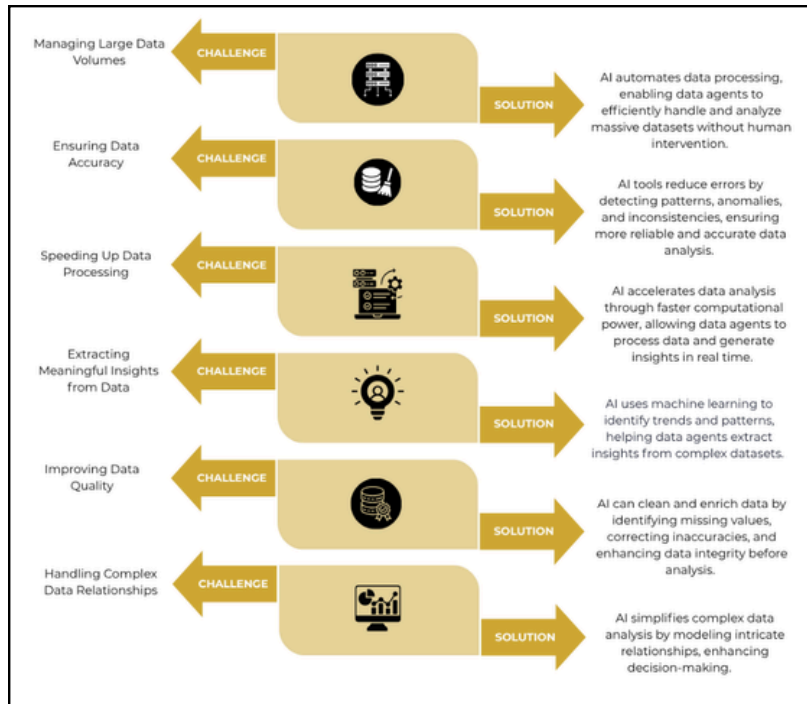 Managing Large Data
Volumes
CHALLENGE
SOLUTION
AI automates data processing,
enabling data agents to
efficiently handle and analyze
massive datasets without human
intervention.
Ensuring Data
Accuracy
CHALLENGE
SOLUTION
AI tools reduce errors by
detecting patterns, anomalies,
and inconsistencies, ensuring
more reliable and accurate data
analysis.
Speeding Up Data
Processing
CHALLENGE
SOLUTION
AI accelerates data analysis
through faster computational
power, allowing data agents to
process data and generate
insights in real time.
Extracting
Meaningful Insights
from Data
CHALLENGE
SOLUTION
AI uses machine learning to
identify trends and patterns,
helping data agents extract
insights from complex datasets.
Improving Data
Quality
CHALLENGE
SOLUTION
AI can clean and enrich data by
identifying missing values,
correcting inaccuracies, and
enhancing data integrity before
analysis.
Handling Complex
Data Relationships
CHALLENGE
SOLUTION
AI simplifies complex data
analysis by modeling intricate
relationships, enhancing
decision-making.